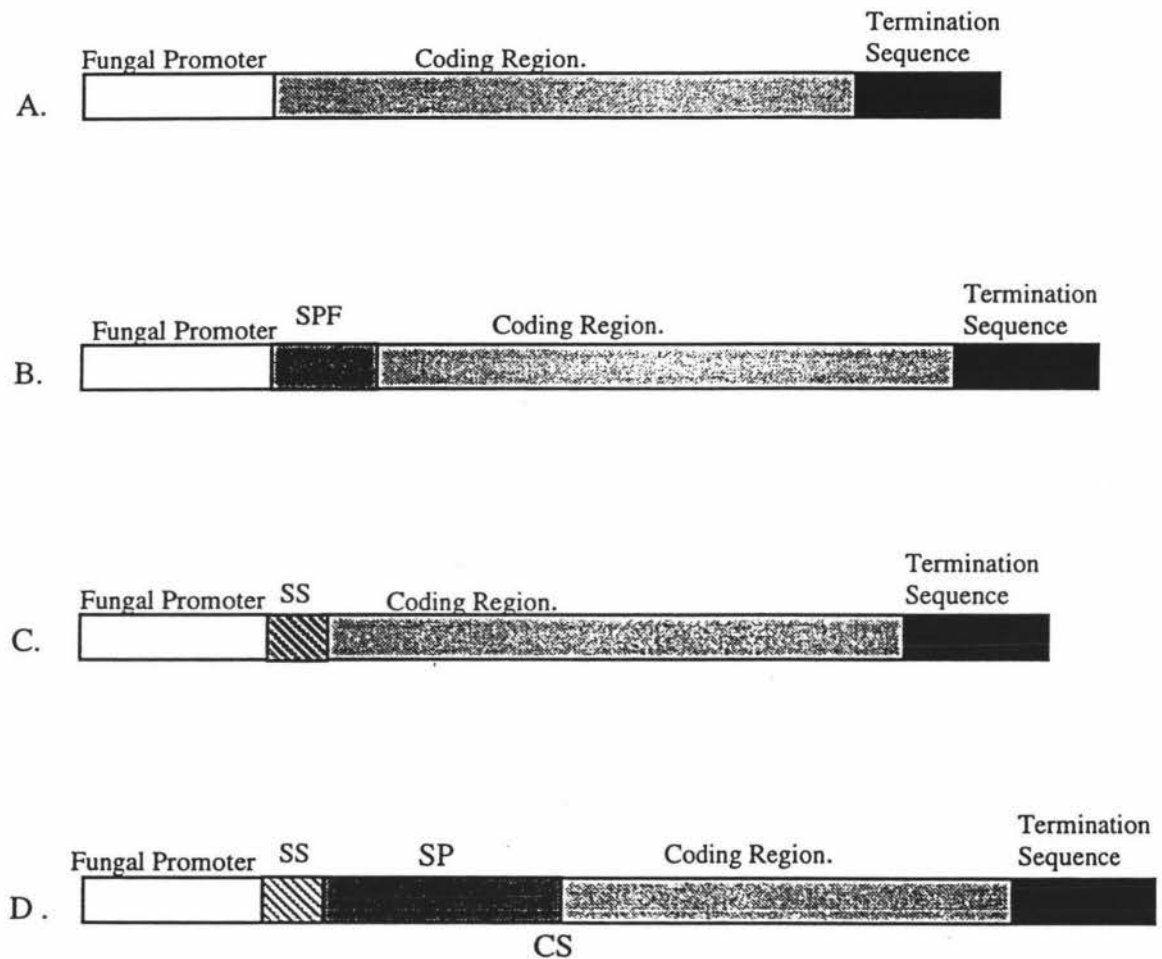 Termination
Fungal Promoter Coding Region. Sequence
A.
Termination
Fungal Promoter SPF Coding Region. Sequence
B.
Termination
Fungal Promoter SS Coding Region. Sequence
C.
Termination
Fungal Promoter SS SP Coding Region. Sequence
D .
CS